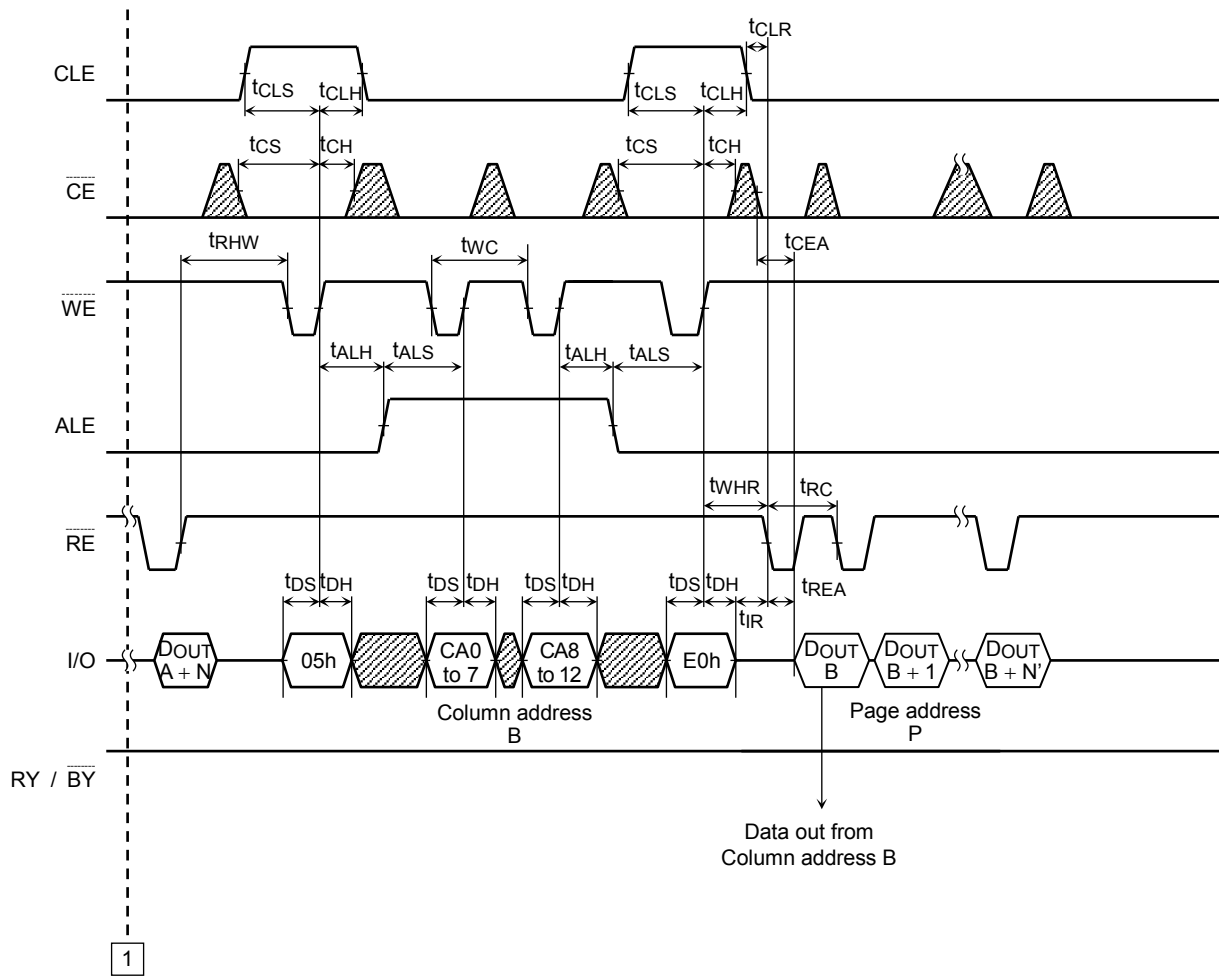 tCLR
CLE
tCLS tCLH tCLS tCLH
tCS tCH tCS tCH
CE
tCEA
tRHW tWC
WE
tALH tALS tALH tALS
ALE
tWHR tRC
RE
tDS tDH tDS tDH tDS tDH tDS tDH tREA
tIR
I/O
DOUT
A + N
05h
CA0
to 7
CA8
to 12
E0h
DOUT
B
DOUT
B + 1
DOUT
B + N’
Column address
B
Page address
P
RY / BY
Data out from
Column address B
1